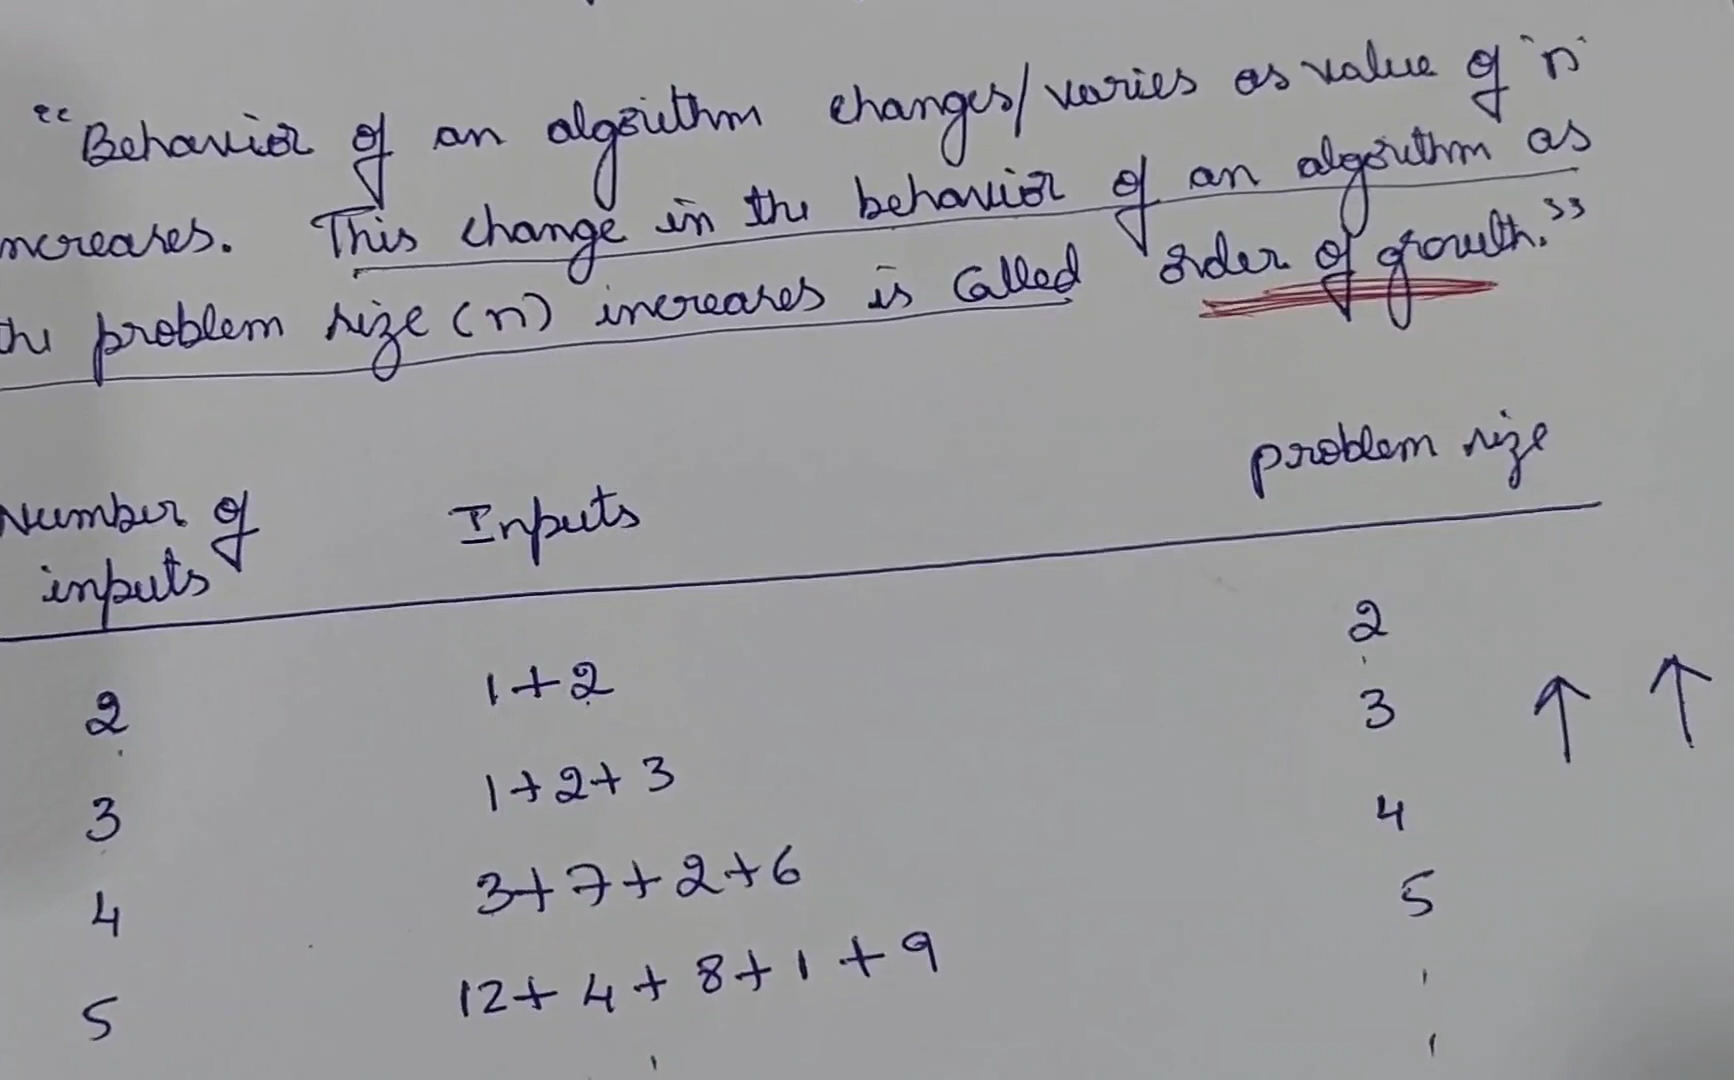 “Behavior of an algorithm changes/varies as value of 'n'
ncreases. This change in the behavior of an algorithm as
the problem size (n) increases is called order of growth.”
Number of inputs Inputs problem size
2 1+2 2
3 1+2+3 3 ↑ ↑
4 3+7+2+6 4
5 12+4+8+1+9 5